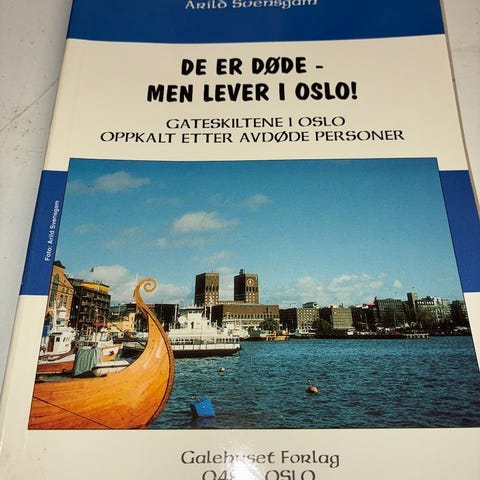 Arild Svensgam
DE ER DØDE -
MEN LEVER I OSLO!
GATESKILTENE I OSLO
OPPKALT ETTER AVDØDE PERSONER
Foto: Arild Svensgam
Galehuset Forlag
OSLO